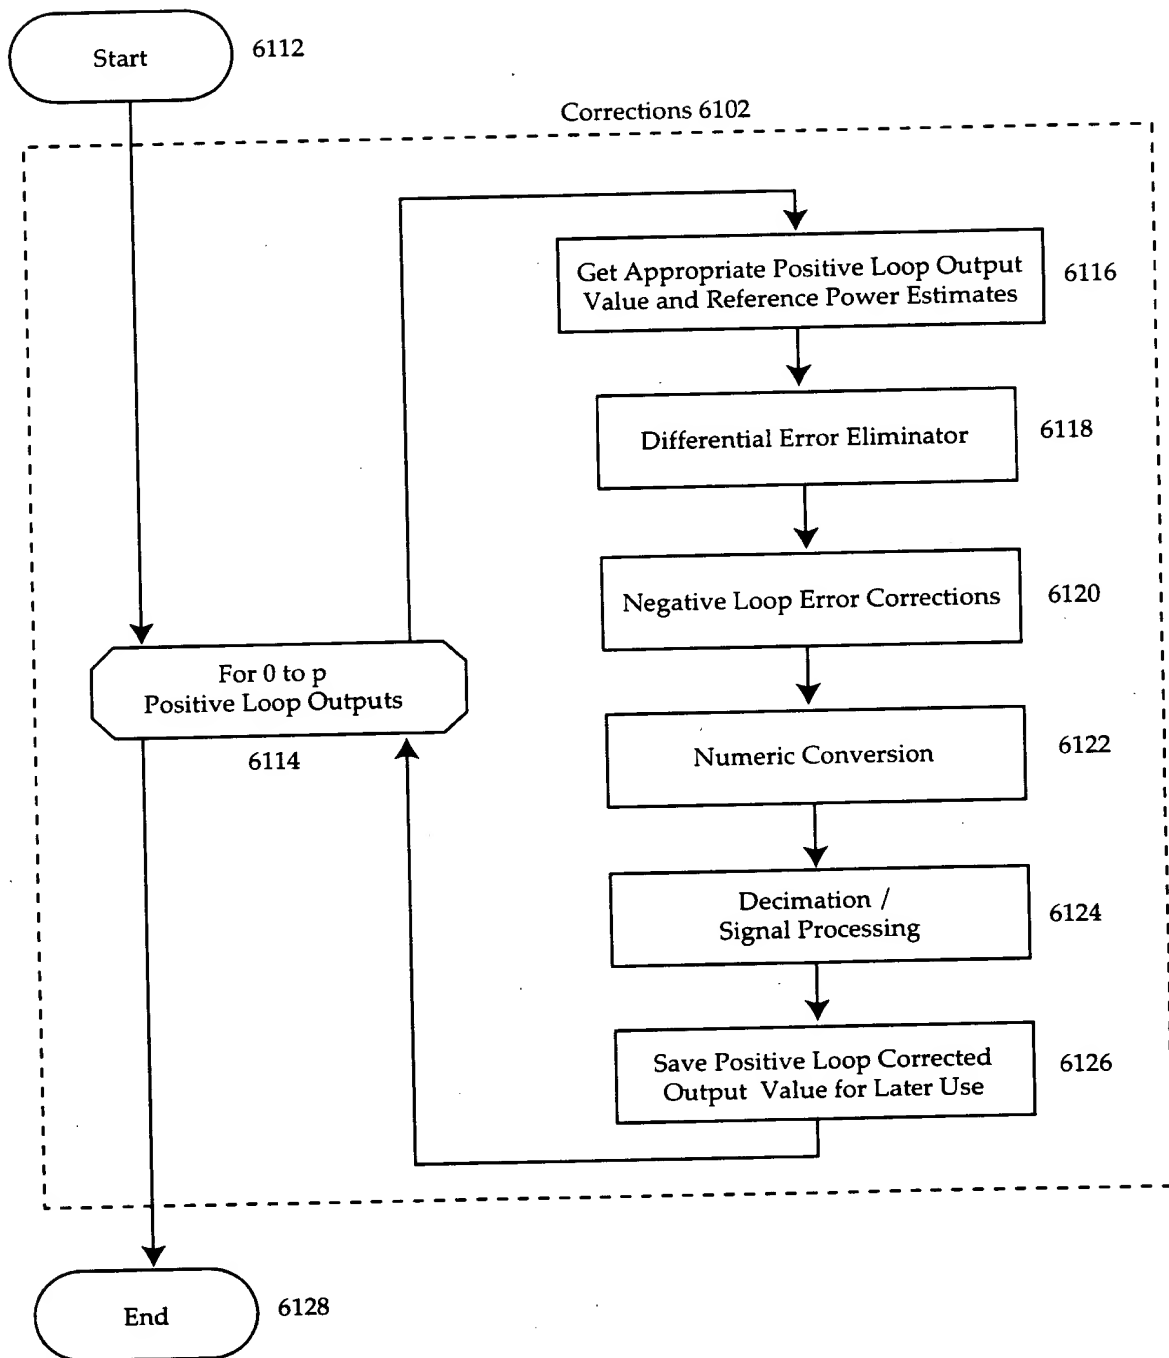 Start
6112
Corrections 6102
Get Appropriate Positive Loop Output
Value and Reference Power Estimates
6116
Differential Error Eliminator
6118
Negative Loop Error Corrections
6120
For 0 to p
Positive Loop Outputs
6114
Numeric Conversion
6122
Decimation /
Signal Processing
6124
Save Positive Loop Corrected
Output Value for Later Use
6126
End
6128